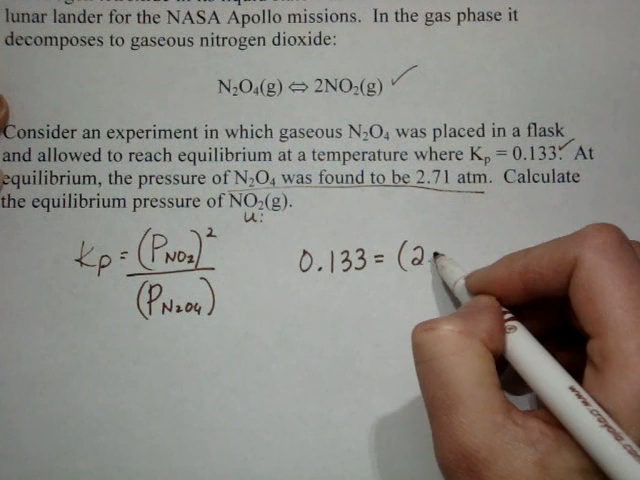 lunar lander for the NASA Apollo missions. In the gas phase it
decomposes to gaseous nitrogen dioxide:
N₂O₄(g) ⇔ 2NO₂(g) ✓
Consider an experiment in which gaseous N₂O₄ was placed in a flask
and allowed to reach equilibrium at a temperature where Kₚ = 0.133. ✓ At
equilibrium, the pressure of N₂O₄ was found to be 2.71 atm. Calculate
the equilibrium pressure of NO₂(g).
u:
Kp = (P_NO₂)² / (P_N₂O₄)
0.133 = (2